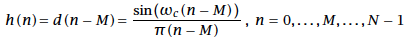 h(n) = d(n − M) = sin(ω_c(n − M)) / π(n − M) , n = 0, . . . , M, . . . , N − 1